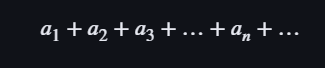 a₁ + a₂ + a₃ + … + aₙ + …